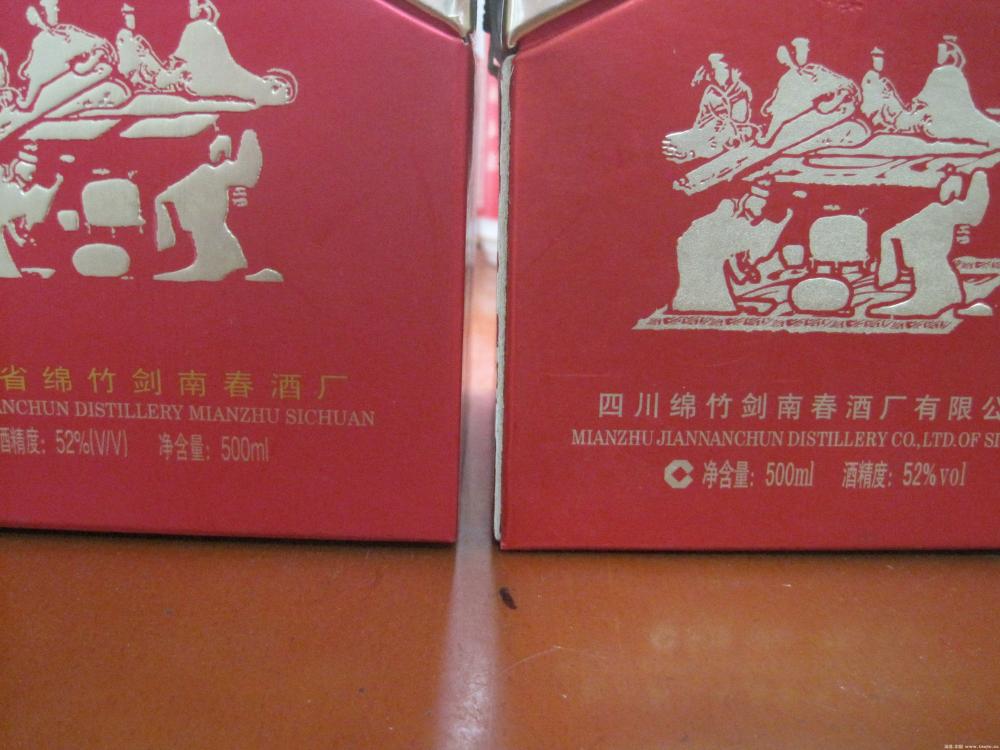 省绵竹剑南春酒厂
ANCHUN DISTILLERY MIANZHU SICHUAN
酒精度：52%(V/V) 净含量：500ml
四川绵竹剑南春酒厂有限公
MIANZHU JIANNANCHUN DISTILLERY CO.,LTD.OF SI
净含量：500ml 酒精度：52%vol